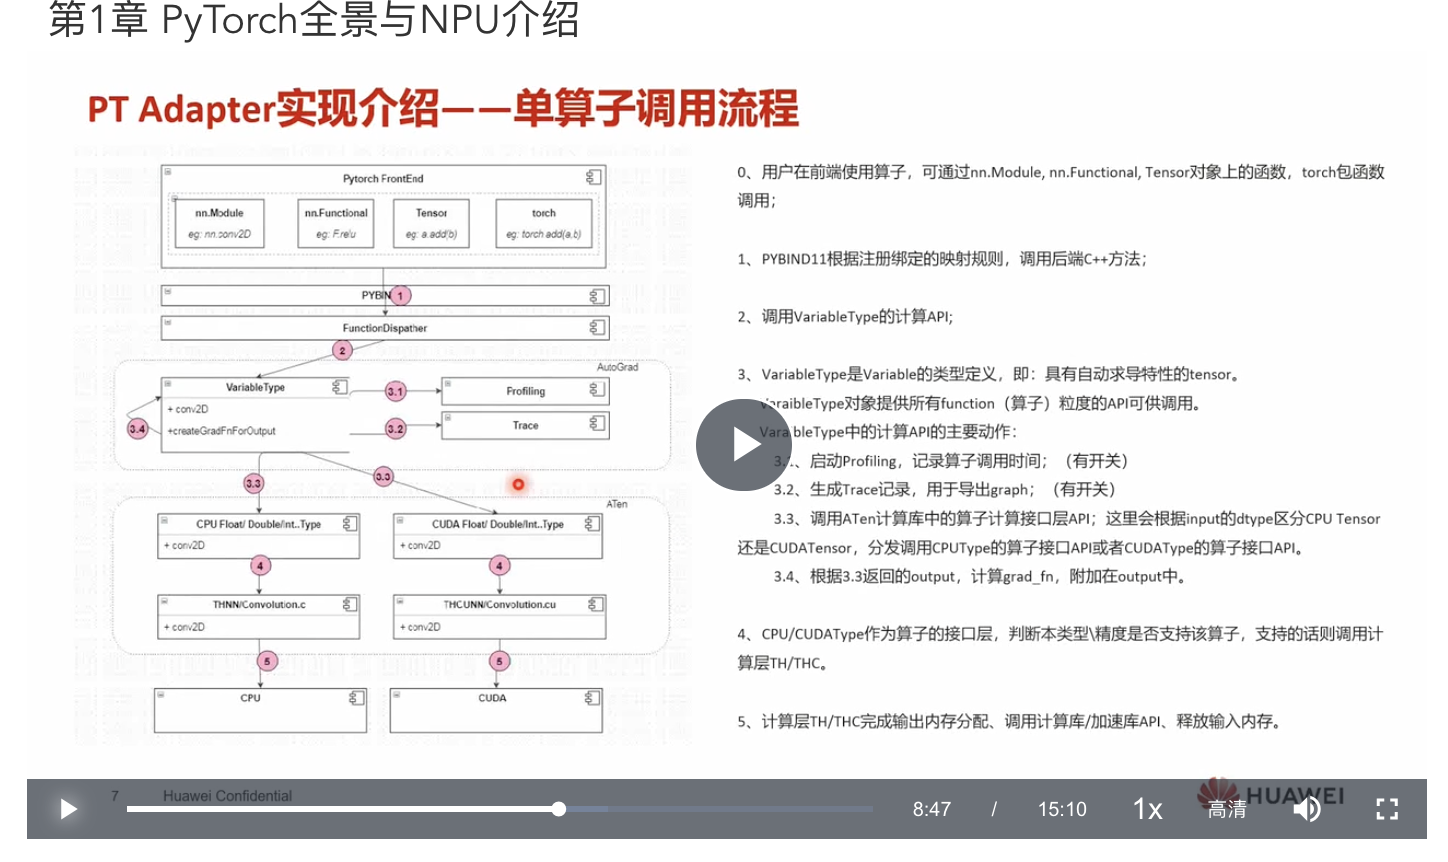 第1章 PyTorch全景与NPU介绍
PT Adapter实现介绍——单算子调用流程
Pytorch FrontEnd
nn.Module
eg: nn.conv2D
nn.Functional
eg: F.relu
Tensor
eg: a.add(b)
torch
eg: torch.add(a,b)
PYBIN
1
FunctionDispather
2
AutoGrad
VariableType
+ conv2D
+createGradFnForOutput
3.1
Profiling
3.2
Trace
3.4
3.3
3.3
ATen
CPU Float/ Double/Int..Type
+ conv2D
CUDA Float/ Double/Int..Type
+ conv2D
4
4
THNN/Convolution.c
+ conv2D
THCUNN/Convolution.cu
+ conv2D
5
5
CPU
CUDA
0、用户在前端使用算子，可通过nn.Module, nn.Functional, Tensor对象上的函数，torch包函数
调用；
1、PYBIND11根据注册绑定的映射规则，调用后端C++方法；
2、调用VariableType的计算API;
3、VariableType是Variable的类型定义，即：具有自动求导特性的tensor。
VaraibleType对象提供所有function（算子）粒度的API可供调用。
VaraibleType中的计算API的主要动作：
3.1、启动Profiling，记录算子调用时间；（有开关）
3.2、生成Trace记录，用于导出graph；（有开关）
3.3、调用ATen计算库中的算子计算接口层API；这里会根据input的dtype区分CPU Tensor
还是CUDATensor，分发调用CPUType的算子接口API或者CUDAType的算子接口API。
3.4、根据3.3返回的output，计算grad_fn，附加在output中。
4、CPU/CUDAType作为算子的接口层，判断本类型\精度是否支持该算子，支持的话则调用计
算层TH/THC。
5、计算层TH/THC完成输出内存分配、调用计算库/加速库API、释放输入内存。
7
Huawei Confidential
HUAWEI
8:47 / 15:10 1x 高清